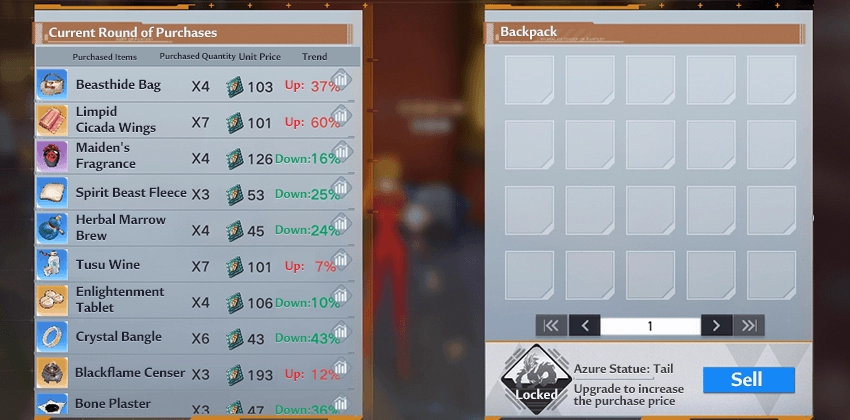 Current Round of Purchases
Purchased Items Purchased Quantity Unit Price Trend
Beasthide Bag X4 103 Up: 37%
Limpid
Cicada Wings X7 101 Up: 60%
Maiden's
Fragrance X4 126 Down:16%
Spirit Beast Fleece X3 53 Down:25%
Herbal Marrow
Brew X4 45 Down:24%
Tusu Wine X7 101 Up: 7%
Enlightenment
Tablet X4 106 Down:10%
Crystal Bangle X6 43 Down:43%
Blackflame Censer X3 193 Up: 12%
Bone Plaster X3 47 Down:36%
Backpack
1
Locked
Azure Statue: Tail
Upgrade to increase
the purchase price
Sell